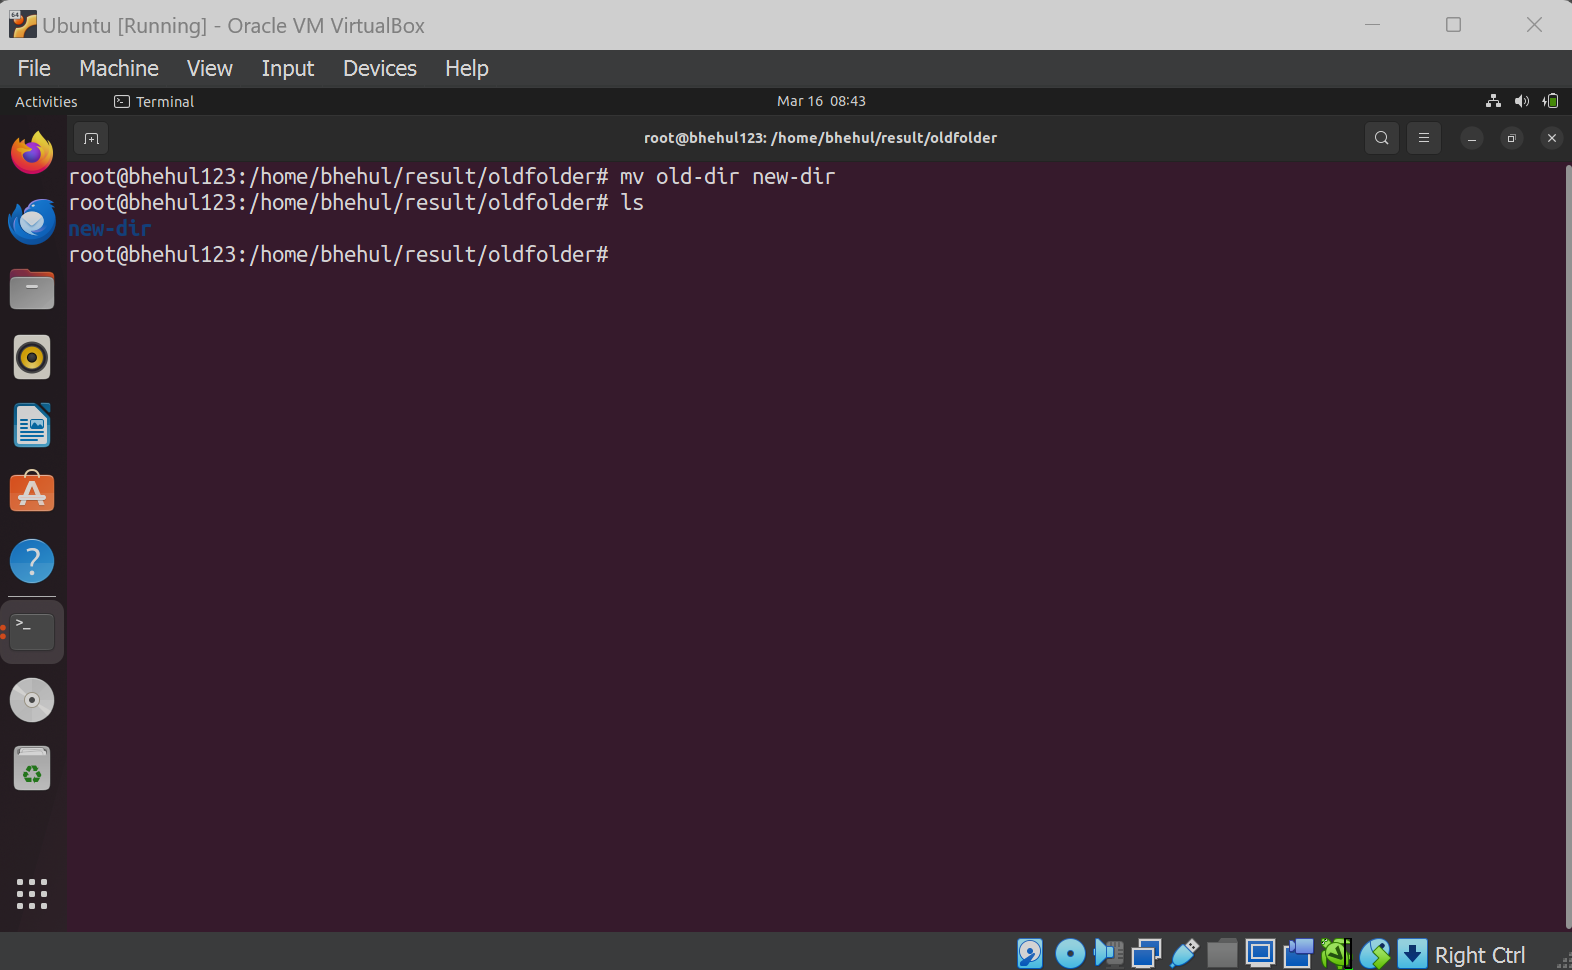 Ubuntu [Running] - Oracle VM VirtualBox
File Machine View Input Devices Help
Activities Terminal Mar 16 08:43
root@bhehul123: /home/bhehul/result/oldfolder
root@bhehul123:/home/bhehul/result/oldfolder# mv old-dir new-dir
root@bhehul123:/home/bhehul/result/oldfolder# ls
new-dir
root@bhehul123:/home/bhehul/result/oldfolder#
Right Ctrl